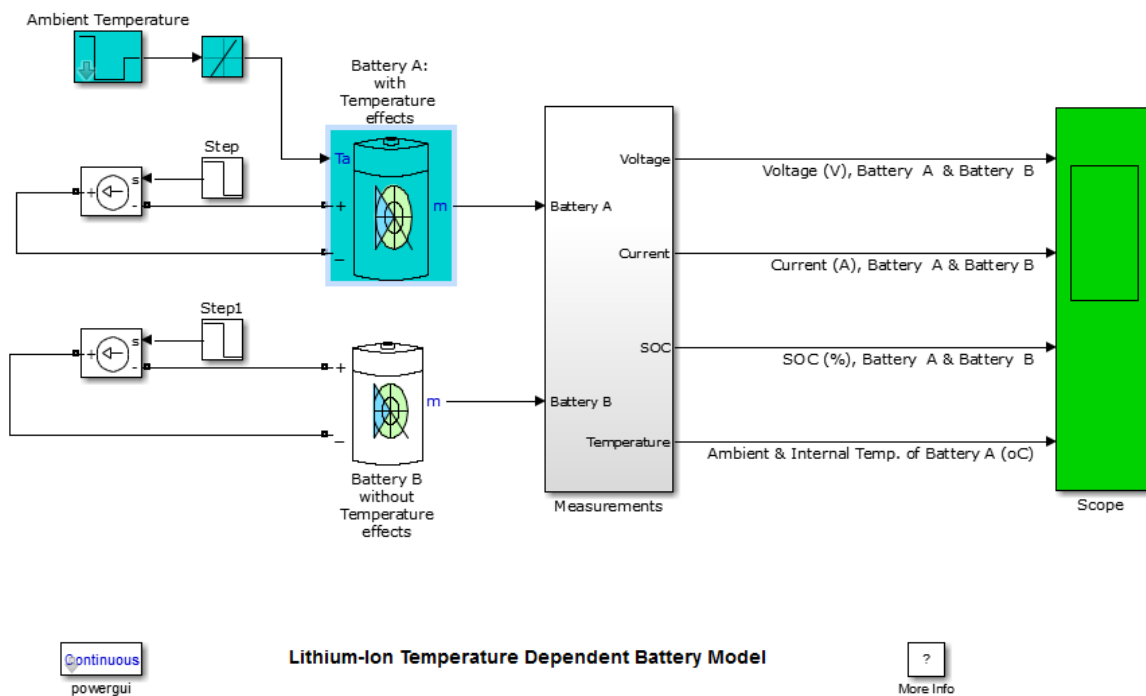 Ambient Temperature
Battery A:
with
Temperature
effects
Step
s
+
-
Ta
+
_
m
Step1
s
+
-
+
_
m
Battery B
without
Temperature
effects
Battery A
Battery B
Voltage
Current
SOC
Temperature
Measurements
Voltage (V), Battery A & Battery B
Current (A), Battery A & Battery B
SOC (%), Battery A & Battery B
Ambient & Internal Temp. of Battery A (oC)
Scope
Continuous
powergui
Lithium-Ion Temperature Dependent Battery Model
?
More Info